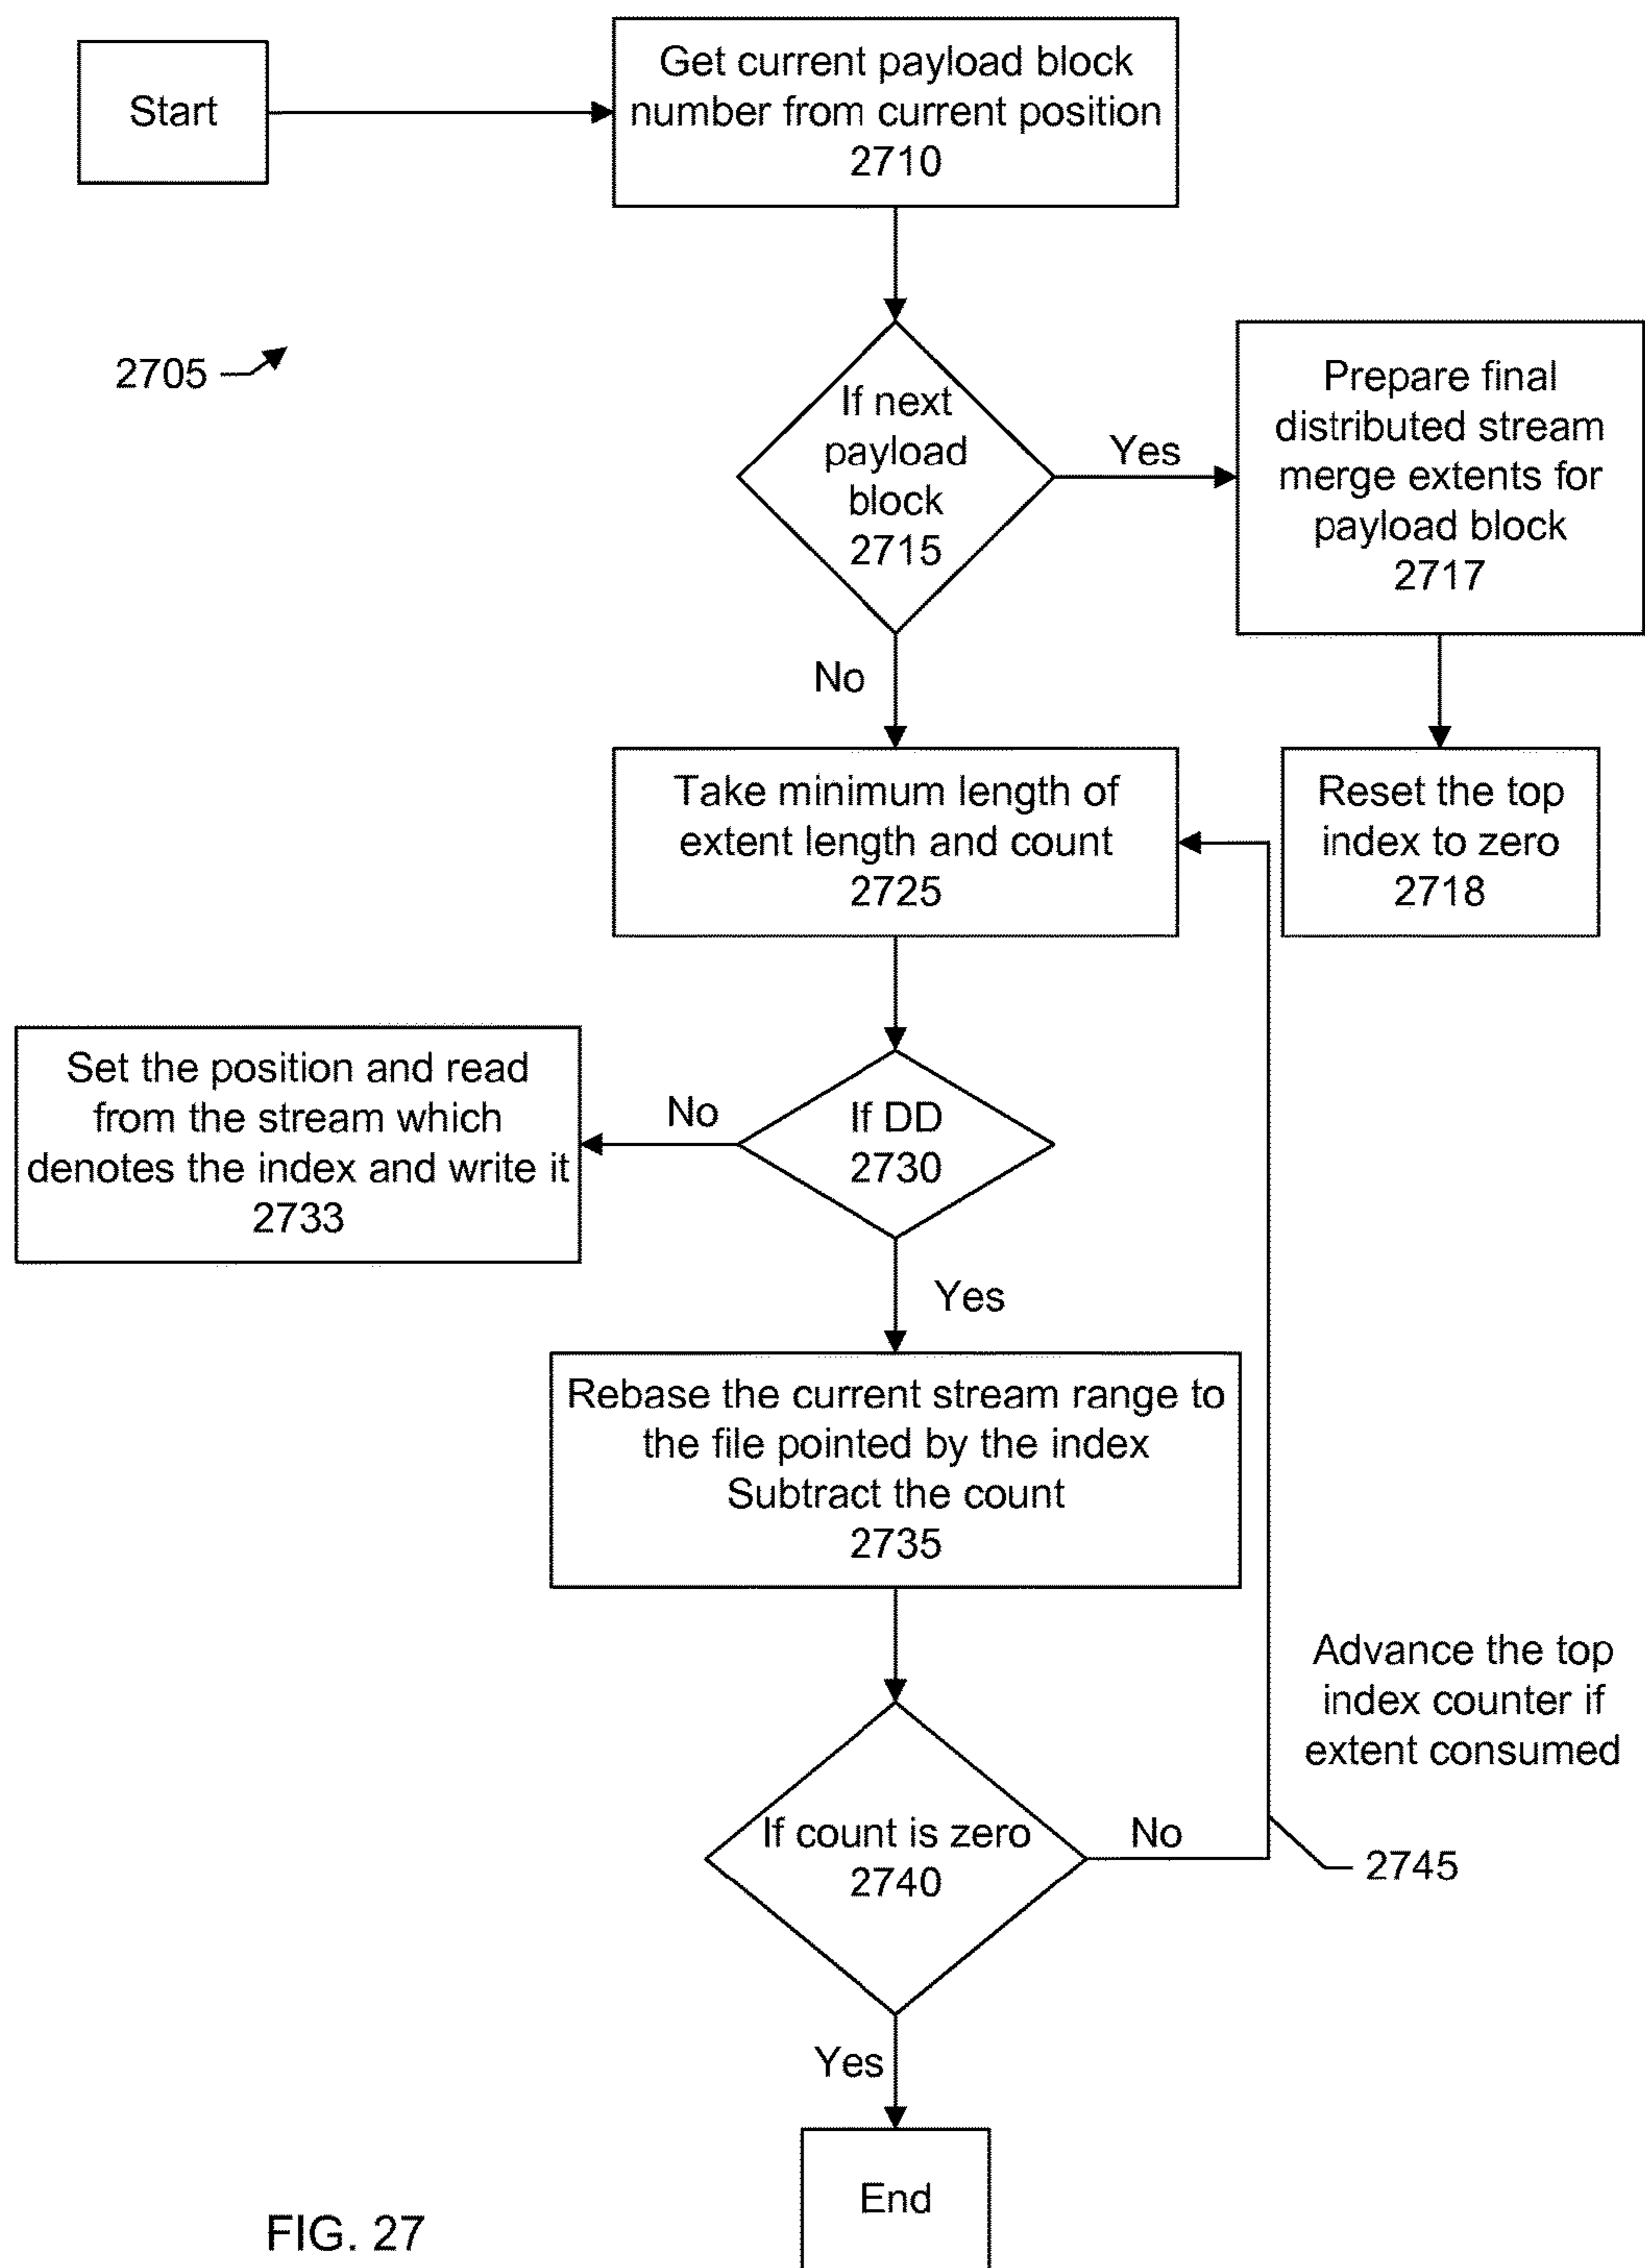 Start
Get current payload block
number from current position
2710
2705
If next
payload
block
2715
Yes
Prepare final
distributed stream
merge extents for
payload block
2717
No
Take minimum length of
extent length and count
2725
Reset the top
index to zero
2718
Set the position and read
from the stream which
denotes the index and write it
2733
No
If DD
2730
Yes
Rebase the current stream range to
the file pointed by the index
Subtract the count
2735
Advance the top
index counter if
extent consumed
If count is zero
2740
No
2745
Yes
End
FIG. 27